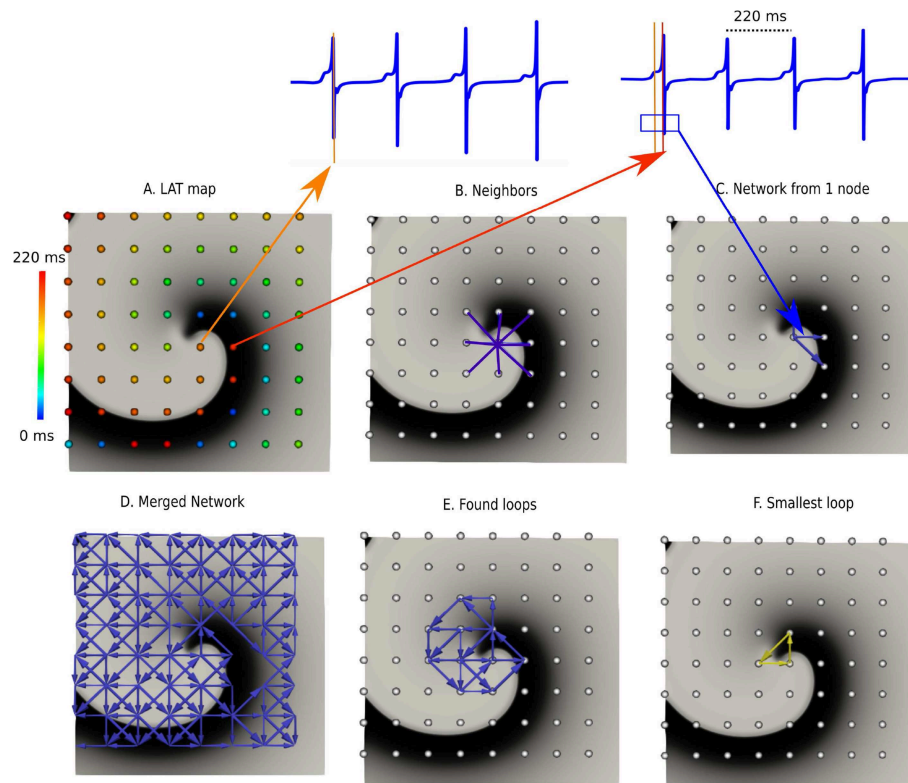 220 ms
A. LAT map
B. Neighbors
C. Network from 1 node
220 ms
0 ms
D. Merged Network
E. Found loops
F. Smallest loop